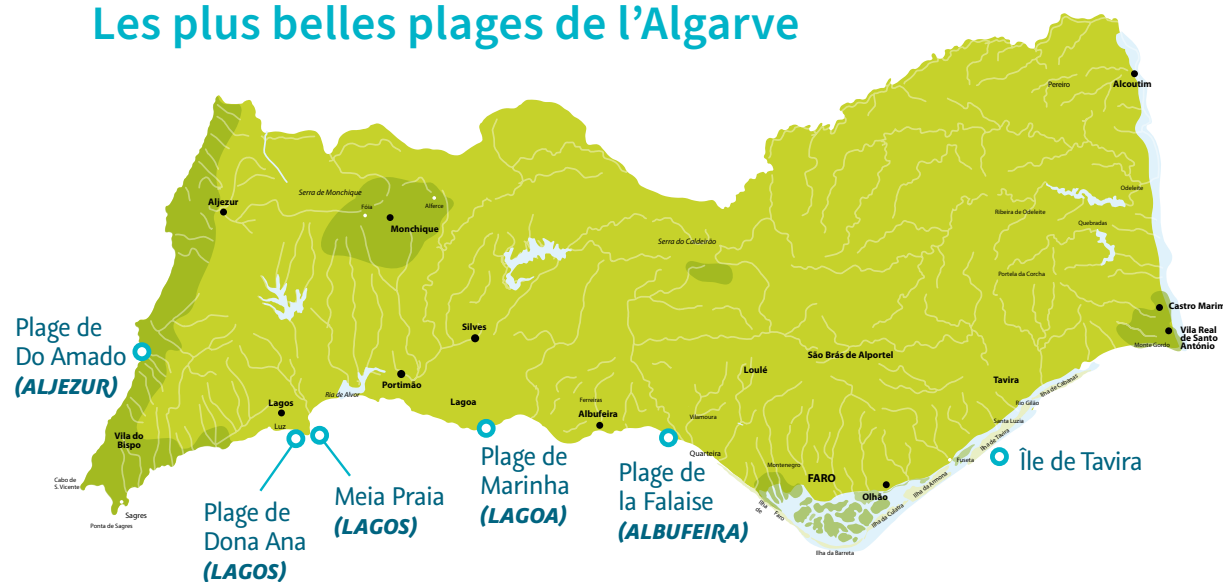 Les plus belles plages de l'Algarve
Pereiro
Alcoutim
Odeleite
Serra de Monchique
Aljezur
Fóia
Alferce
Monchique
Ribeira de Odeleite
Quebradas
Serra do Caldeirão
Portela da Corcha
Castro Marim
Vila Real
de Santo
António
Monte Gordo
Plage de
Do Amado
(ALJEZUR)
Silves
São Brás de Alportel
Loulé
Portimão
Tavira
Ria de Alvor
Ilha de Cabanas
Lagos
Lagoa
Ferreiras
Albufeira
Rio Gilão
Luz
Vilamoura
Santa Luzia
Vila do
Bispo
Ilha de Tavira
Quarteira
Fuseta
Île de Tavira
Montenegro
FARO
Cabo de
S. Vicente
Olhão
Ilha da Armona
Plage de
Marinha
(LAGOA)
Plage de
la Falaise
(ALBUFEIRA)
Meia Praia
(LAGOS)
Plage de
Dona Ana
(LAGOS)
Sagres
Ponta de Sagres
Ilha
de
Faro
Ilha da Culatra
Ilha da Barreta